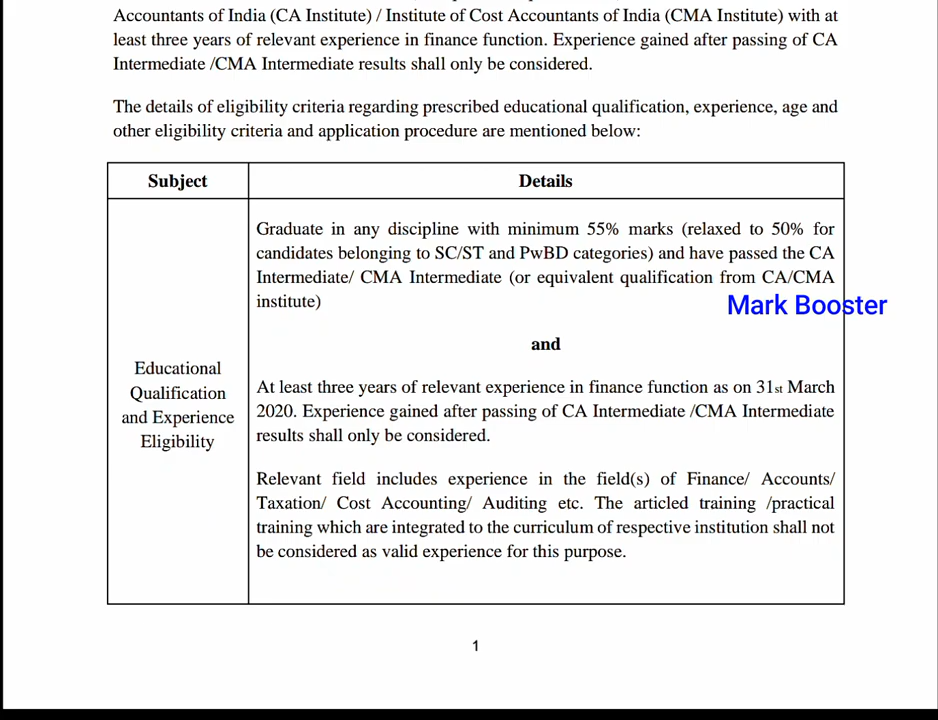 Accountants of India (CA Institute) / Institute of Cost Accountants of India (CMA Institute) with at
least three years of relevant experience in finance function. Experience gained after passing of CA
Intermediate /CMA Intermediate results shall only be considered.
The details of eligibility criteria regarding prescribed educational qualification, experience, age and
other eligibility criteria and application procedure are mentioned below:
Subject
Details
Educational
Qualification
and Experience
Eligibility
Graduate in any discipline with minimum 55% marks (relaxed to 50% for
candidates belonging to SC/ST and PwBD categories) and have passed the CA
Intermediate/ CMA Intermediate (or equivalent qualification from CA/CMA
institute)
Mark Booster
and
At least three years of relevant experience in finance function as on 31st March
2020. Experience gained after passing of CA Intermediate /CMA Intermediate
results shall only be considered.
Relevant field includes experience in the field(s) of Finance/ Accounts/
Taxation/ Cost Accounting/ Auditing etc. The articled training /practical
training which are integrated to the curriculum of respective institution shall not
be considered as valid experience for this purpose.
1